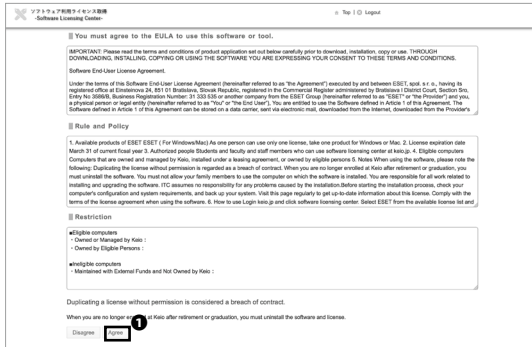 ソフトウェア利用ライセンス取得
-Software Licensing Center-
Top | Logout
You must agree to the EULA to use this software or tool.
IMPORTANT: Please read the terms and conditions of product application set out below carefully prior to download, installation, copy or use. THROUGH
DOWNLOADING, INSTALLING, COPYING OR USING THE SOFTWARE YOU ARE EXPRESSING YOUR CONSENT TO THESE TERMS AND CONDITIONS.
Software End-User License Agreement.
Under the terms of this Software End-User License Agreement (hereinafter referred to as "the Agreement") executed by and between ESET, spol. s r. o., having its
registered office at Einsteinova 24, 851 01 Bratislava, Slovak Republic, registered in the Commercial Register administered by Bratislava I District Court, Section Sro,
Entry No 3586/B, Business Registration Number: 31 333 535 or another company from the ESET Group (hereinafter referred to as "ESET" or "the Provider") and you,
a physical person or legal entity (hereinafter referred to as "You" or "the End User"), You are entitled to use the Software defined in Article 1 of this Agreement. The
Software defined in Article 1 of this Agreement can be stored on a data carrier, sent via electronic mail, downloaded from the Internet, downloaded from the Provider's
Rule and Policy
1. Available products of ESET ESET ( For Windows/Mac) As one person can use only one license, take one product for Windows or Mac. 2. License expiration date
March 31 of current fiscal year 3. Authorized people Students and faculty and staff members who can use software licensing center at keio.jp. 4. Eligible computers
Computers that are owned and managed by Keio, installed under a leasing agreement, or owned by eligible persons 5. Notes When using the software, please note the
following: Duplicating the license without permission is regarded as a breach of contract. When you are no longer enrolled at Keio after retirement or graduation, you
must uninstall the software. You must not allow your family members to use the computer on which the software is installed. You are responsible for all work related to
installing and upgrading the software. ITC assumes no responsibility for any problems caused by the installation.Before starting the installation process, check your
computer's configuration and system requirements, and back up your system. Visit this page regularly to get up-to-date information about this license. Comply with the
terms of the license agreement when using the software. 6. How to use Login keio.jp and click software licensing center. Select ESET from the available license list and
Restriction
■Eligible computers
・Owned or Managed by Keio :
・Owned by Eligible Persons :
■Ineligible computers
・Maintained with External Funds and Not Owned by Keio :
Duplicating a license without permission is considered a breach of contract.
When you are no longer at Keio after retirement or graduation, you must uninstall the software and license.
1
Disagree Agree